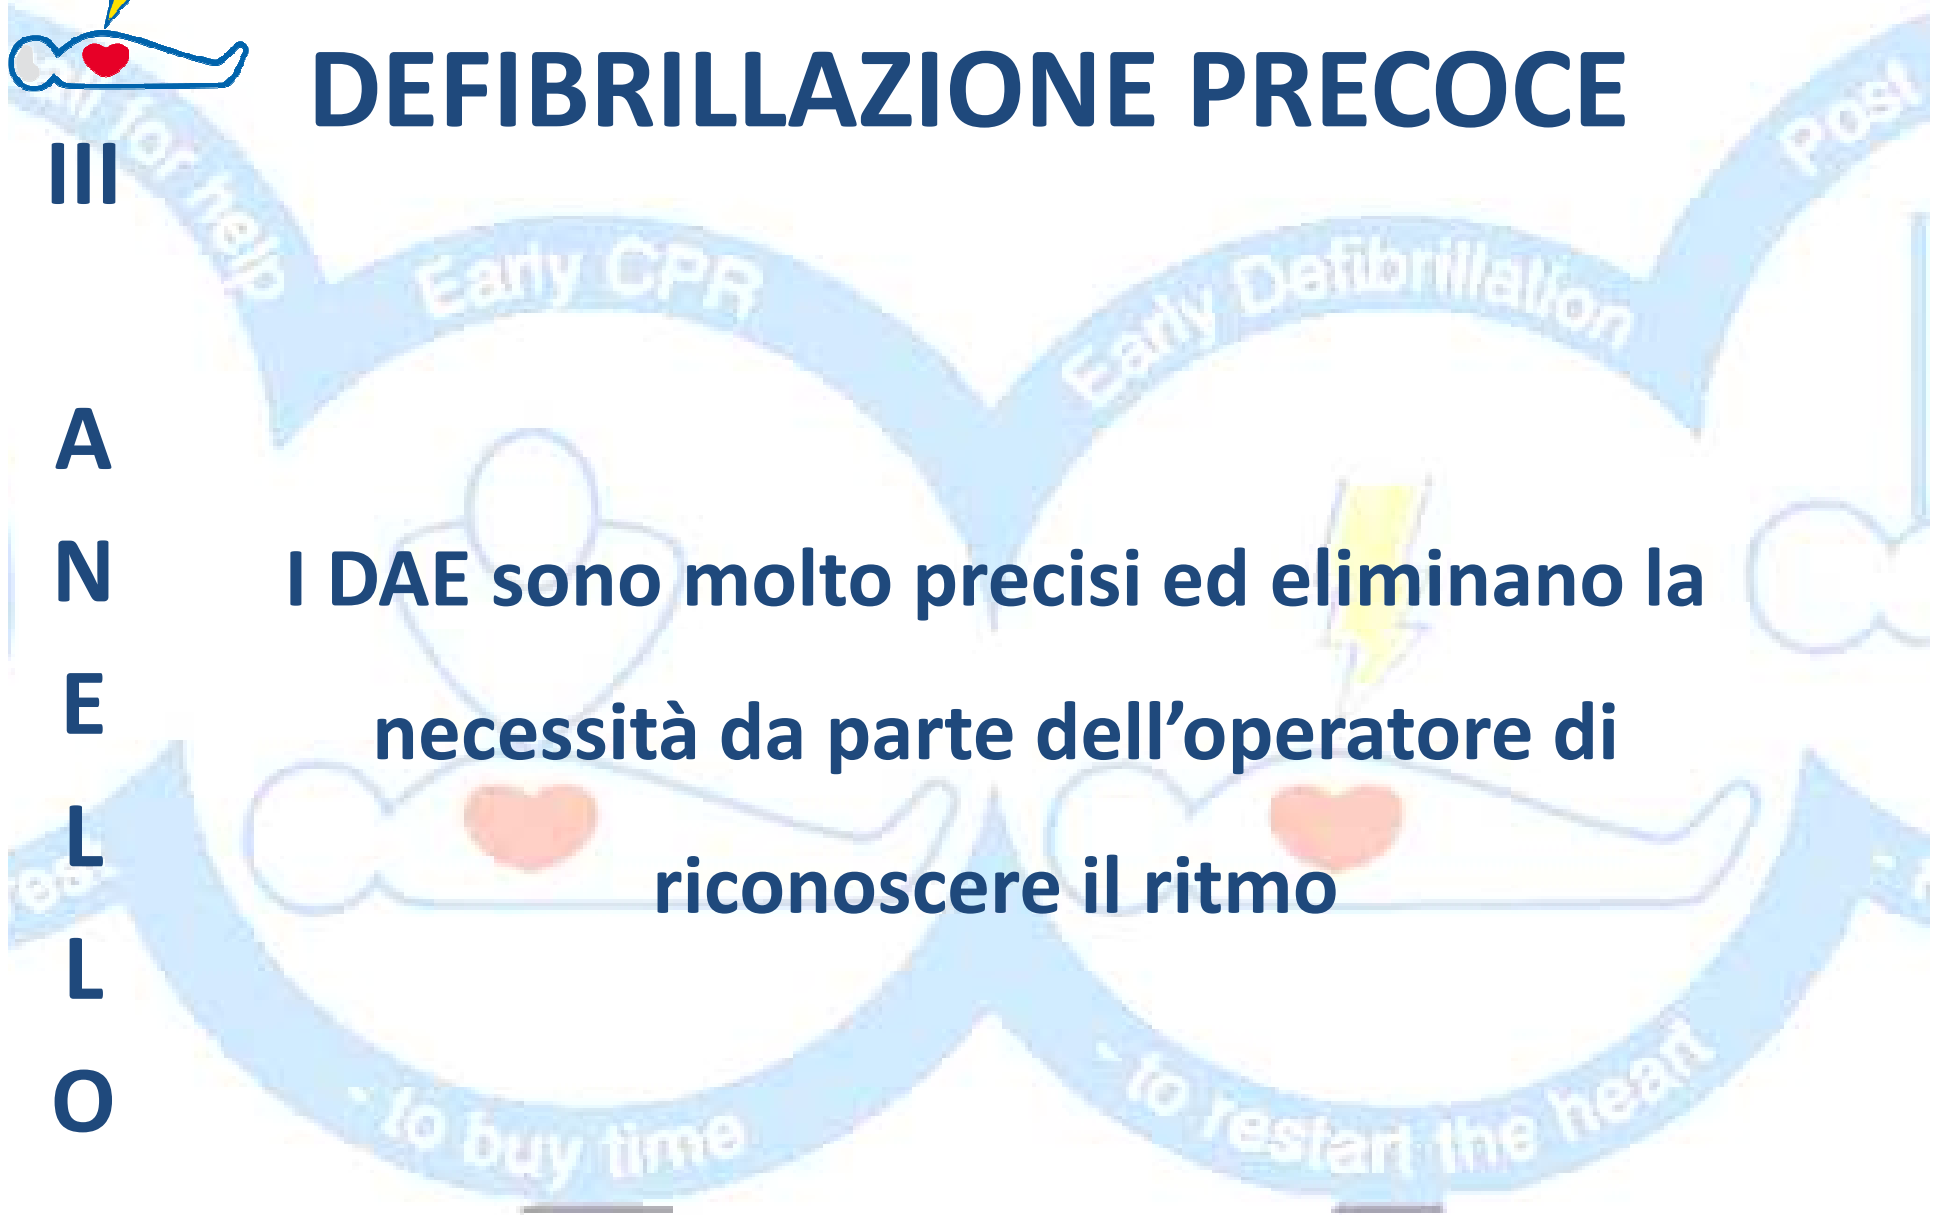 DEFIBRILLAZIONE PRECOCE
III
A
N
E
L
L
O
I DAE sono molto precisi ed eliminano la
necessità da parte dell’operatore di
riconoscere il ritmo
for help
Early CPR
Early Defibrillation
Post
- to buy time
- to restart the heart